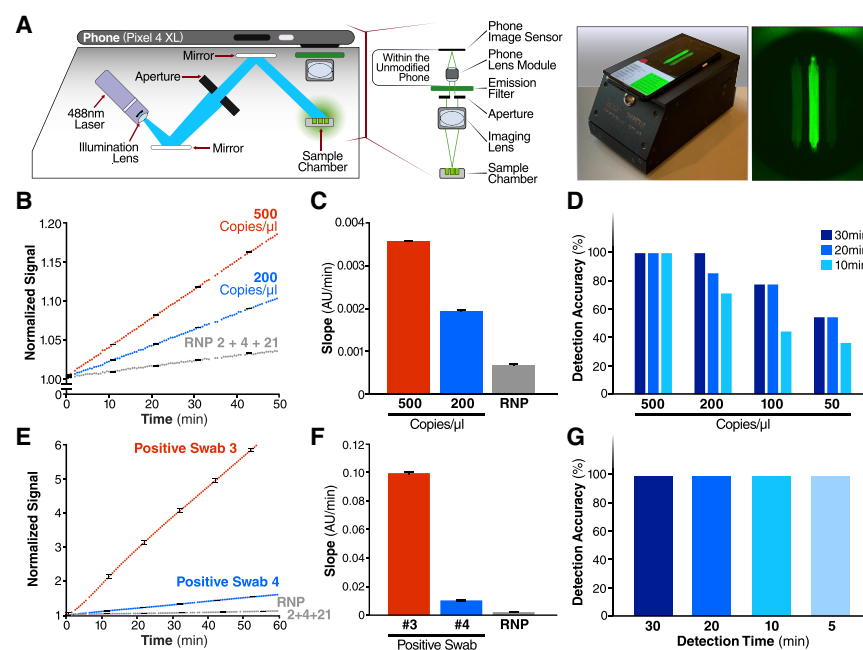 A
Phone (Pixel 4 XL)
Mirror
Aperture
488nm
Laser
Illumination
Lens
Mirror
Sample
Chamber
Phone
Image Sensor
Within the
Unmodified
Phone
Phone
Lens Module
Emission
Filter
Aperture
Imaging
Lens
Sample
Chamber
B
Normalized Signal
1.20
1.15
1.10
1.05
1.00
0
500
Copies/µl
200
Copies/µl
RNP 2 + 4 + 21
0 10 20 30 40 50
Time (min)
C
Slope (AU/min)
0.004
0.003
0.002
0.001
0
500 200 RNP
Copies/µl
D
Detection Accuracy (%)
100
80
60
40
20
0
30min
20min
10min
500 200 100 50
Copies/µl
E
Normalized Signal
6
5
4
3
2
1
Positive Swab 3
Positive Swab 4
RNP
2+4+21
0 10 20 30 40 50 60
Time (min)
F
Slope (AU/min)
0.12
0.10
0.08
0.06
0.04
0.02
0
#3 #4 RNP
Positive Swab
G
Detection Accuracy (%)
100
80
60
40
20
0
30 20 10 5
Detection Time (min)